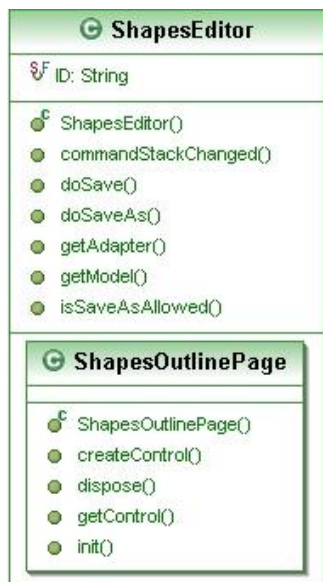 C ShapesEditor
S F ID: String
C ShapesEditor()
commandStackChanged()
doSave()
doSaveAs()
getAdapter()
getModel()
isSaveAsAllowed()
C ShapesOutlinePage
C ShapesOutlinePage()
createControl()
dispose()
getControl()
init()